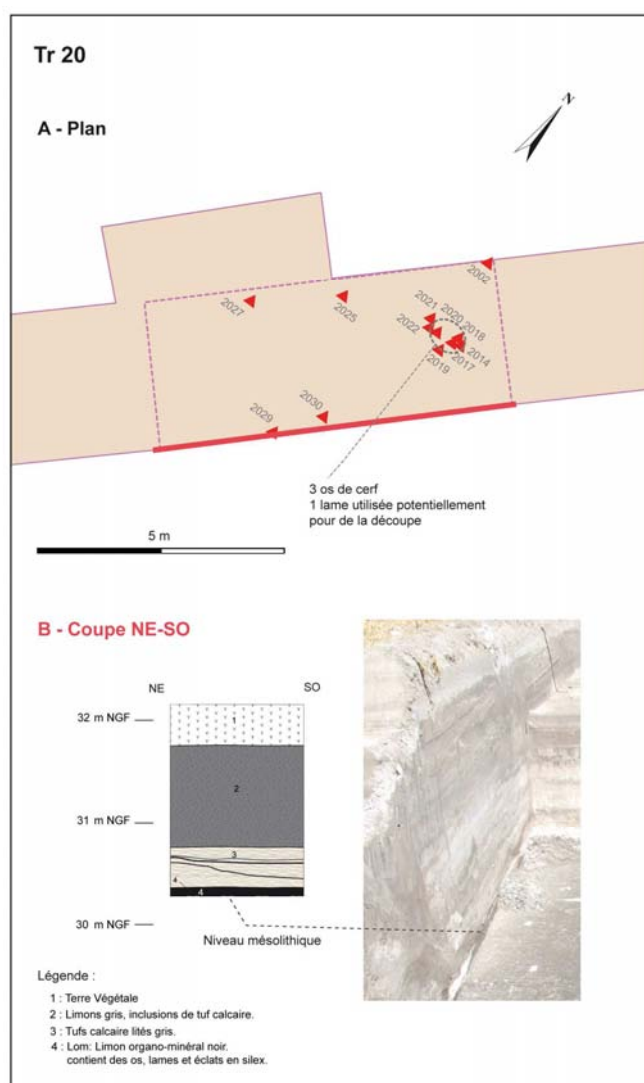 Tr 20
A - Plan
N
2002
2027
2025
2021
2020
2018
2022
2014
2017
2019
2030
2029
3 os de cerf
1 lame utilisée potentiellement
pour de la découpe
5 m
B - Coupe NE-SO
NE
SO
32 m NGF
1
2
31 m NGF
3
4
4
30 m NGF
Niveau mésolithique
Légende :
1 : Terre Végétale
2 : Limons gris, inclusions de tuf calcaire.
3 : Tufs calcaire lités gris.
4 : Lom: Limon organo-minéral noir.
contient des os, lames et éclats en silex.